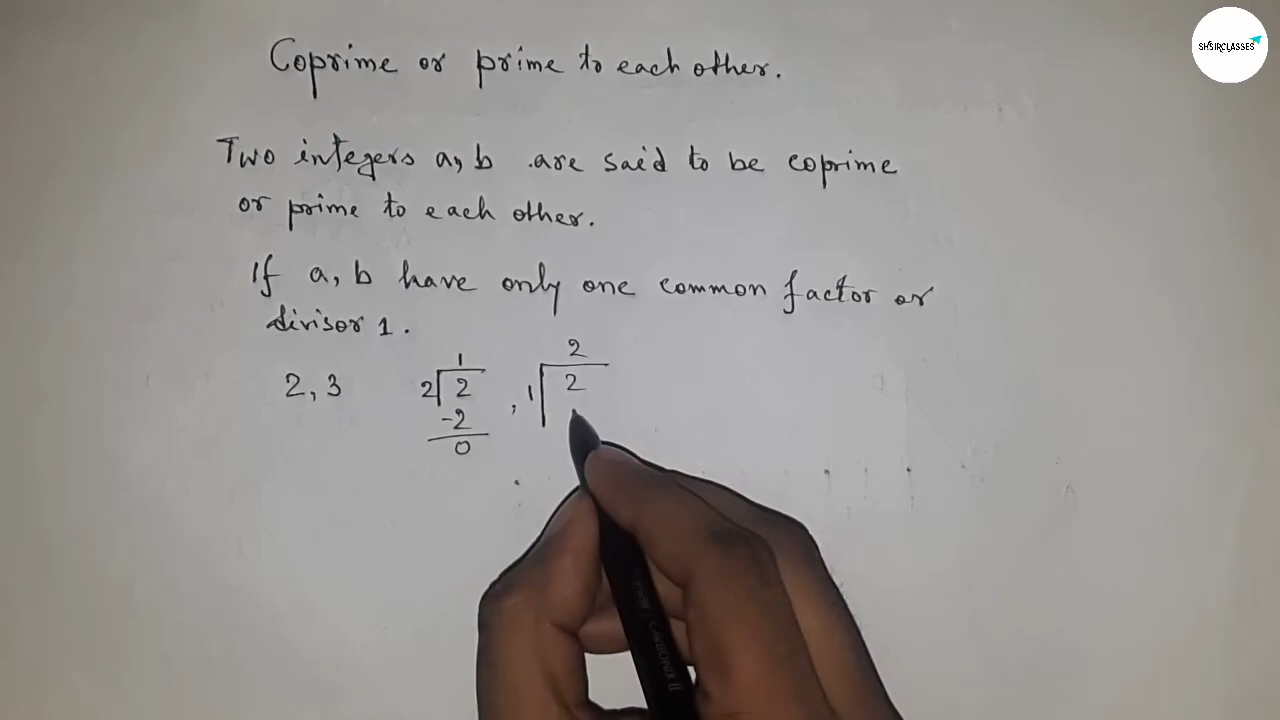 SHSIRCLASSES
Coprime or prime to each other.
Two integers a, b are said to be coprime
or prime to each other.
If a, b have only one common factor or
divisor 1.
2, 3
1
2 2
-2
0
, 2
1 2